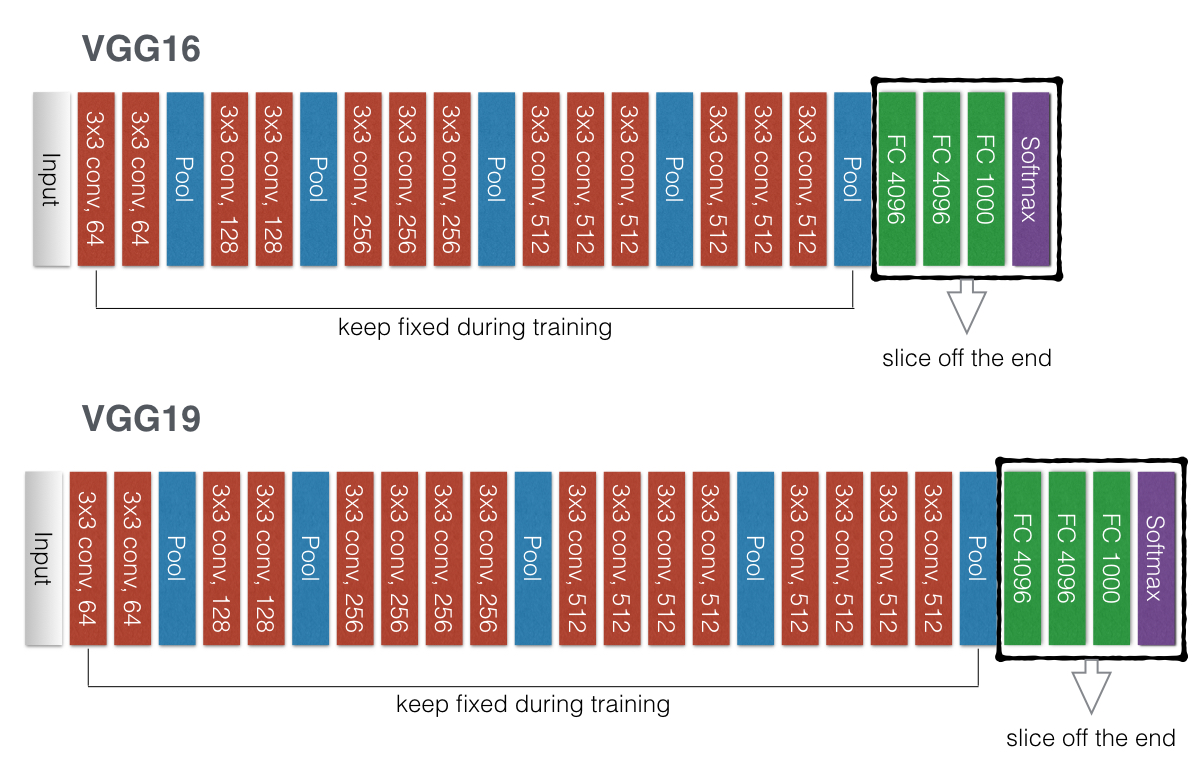 VGG16
Input
3x3 conv, 64
3x3 conv, 64
Pool
3x3 conv, 128
3x3 conv, 128
Pool
3x3 conv, 256
3x3 conv, 256
3x3 conv, 256
Pool
3x3 conv, 512
3x3 conv, 512
3x3 conv, 512
Pool
3x3 conv, 512
3x3 conv, 512
3x3 conv, 512
Pool
FC 4096
FC 4096
FC 1000
Softmax
keep fixed during training
slice off the end
VGG19
Input
3x3 conv, 64
3x3 conv, 64
Pool
3x3 conv, 128
3x3 conv, 128
Pool
3x3 conv, 256
3x3 conv, 256
3x3 conv, 256
3x3 conv, 256
Pool
3x3 conv, 512
3x3 conv, 512
3x3 conv, 512
3x3 conv, 512
Pool
3x3 conv, 512
3x3 conv, 512
3x3 conv, 512
3x3 conv, 512
Pool
FC 4096
FC 4096
FC 1000
Softmax
keep fixed during training
slice off the end